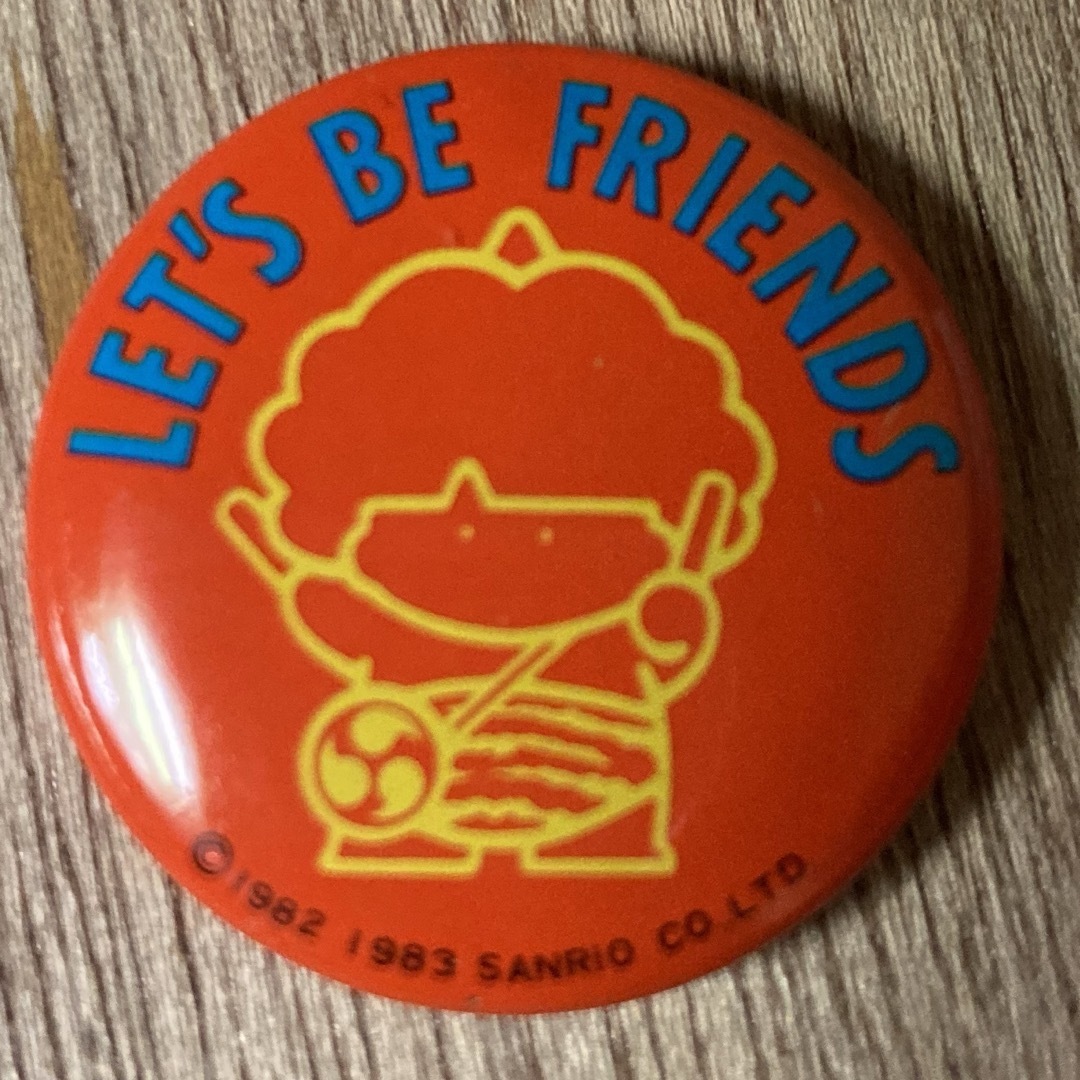 LET'S BE FRIENDS
©1982 1983 SANRIO CO.,LTD